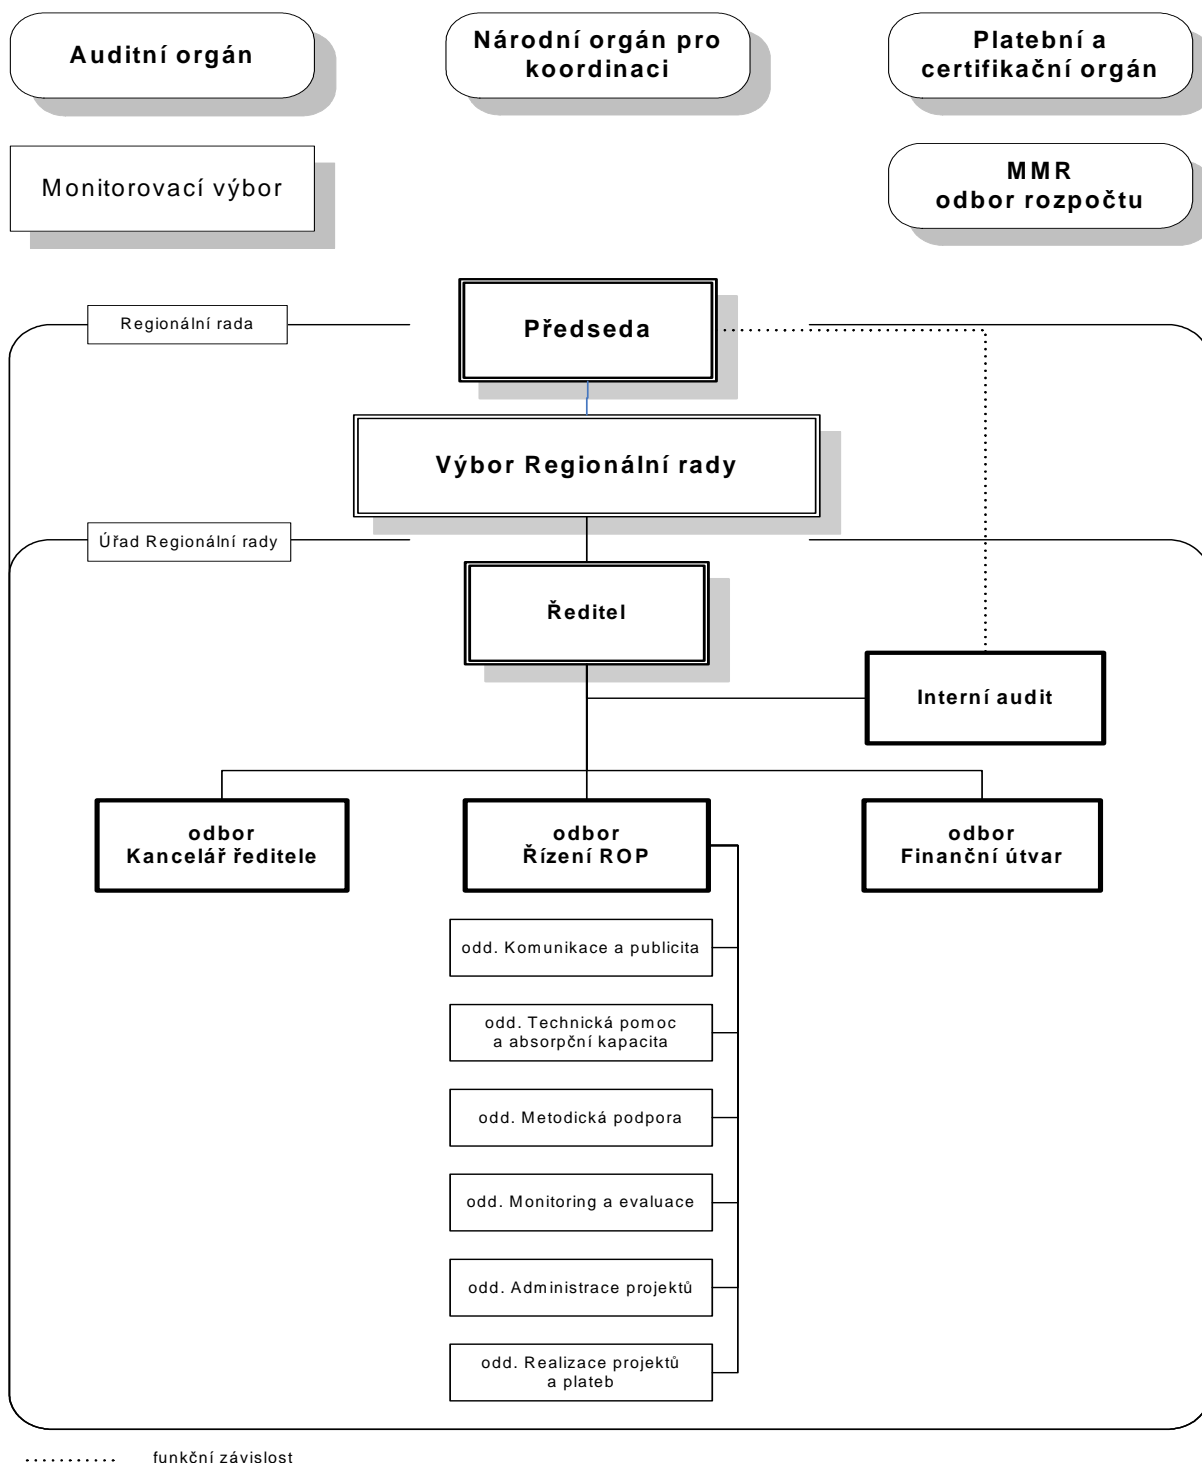 Auditní orgán
Národní orgán pro
koordinaci
Platební a
certifikační orgán
Monitorovací výbor
MMR
odbor rozpočtu
Regionální rada
Předseda
Výbor Regionální rady
Úřad Regionální rady
Ředitel
Interní audit
odbor
Kancelář ředitele
odbor
Řízení ROP
odbor
Finanční útvar
odd. Komunikace a publicita
odd. Technická pomoc
a absorpční kapacita
odd. Metodická podpora
odd. Monitoring a evaluace
odd. Administrace projektů
odd. Realizace projektů
a plateb
funkční závislost